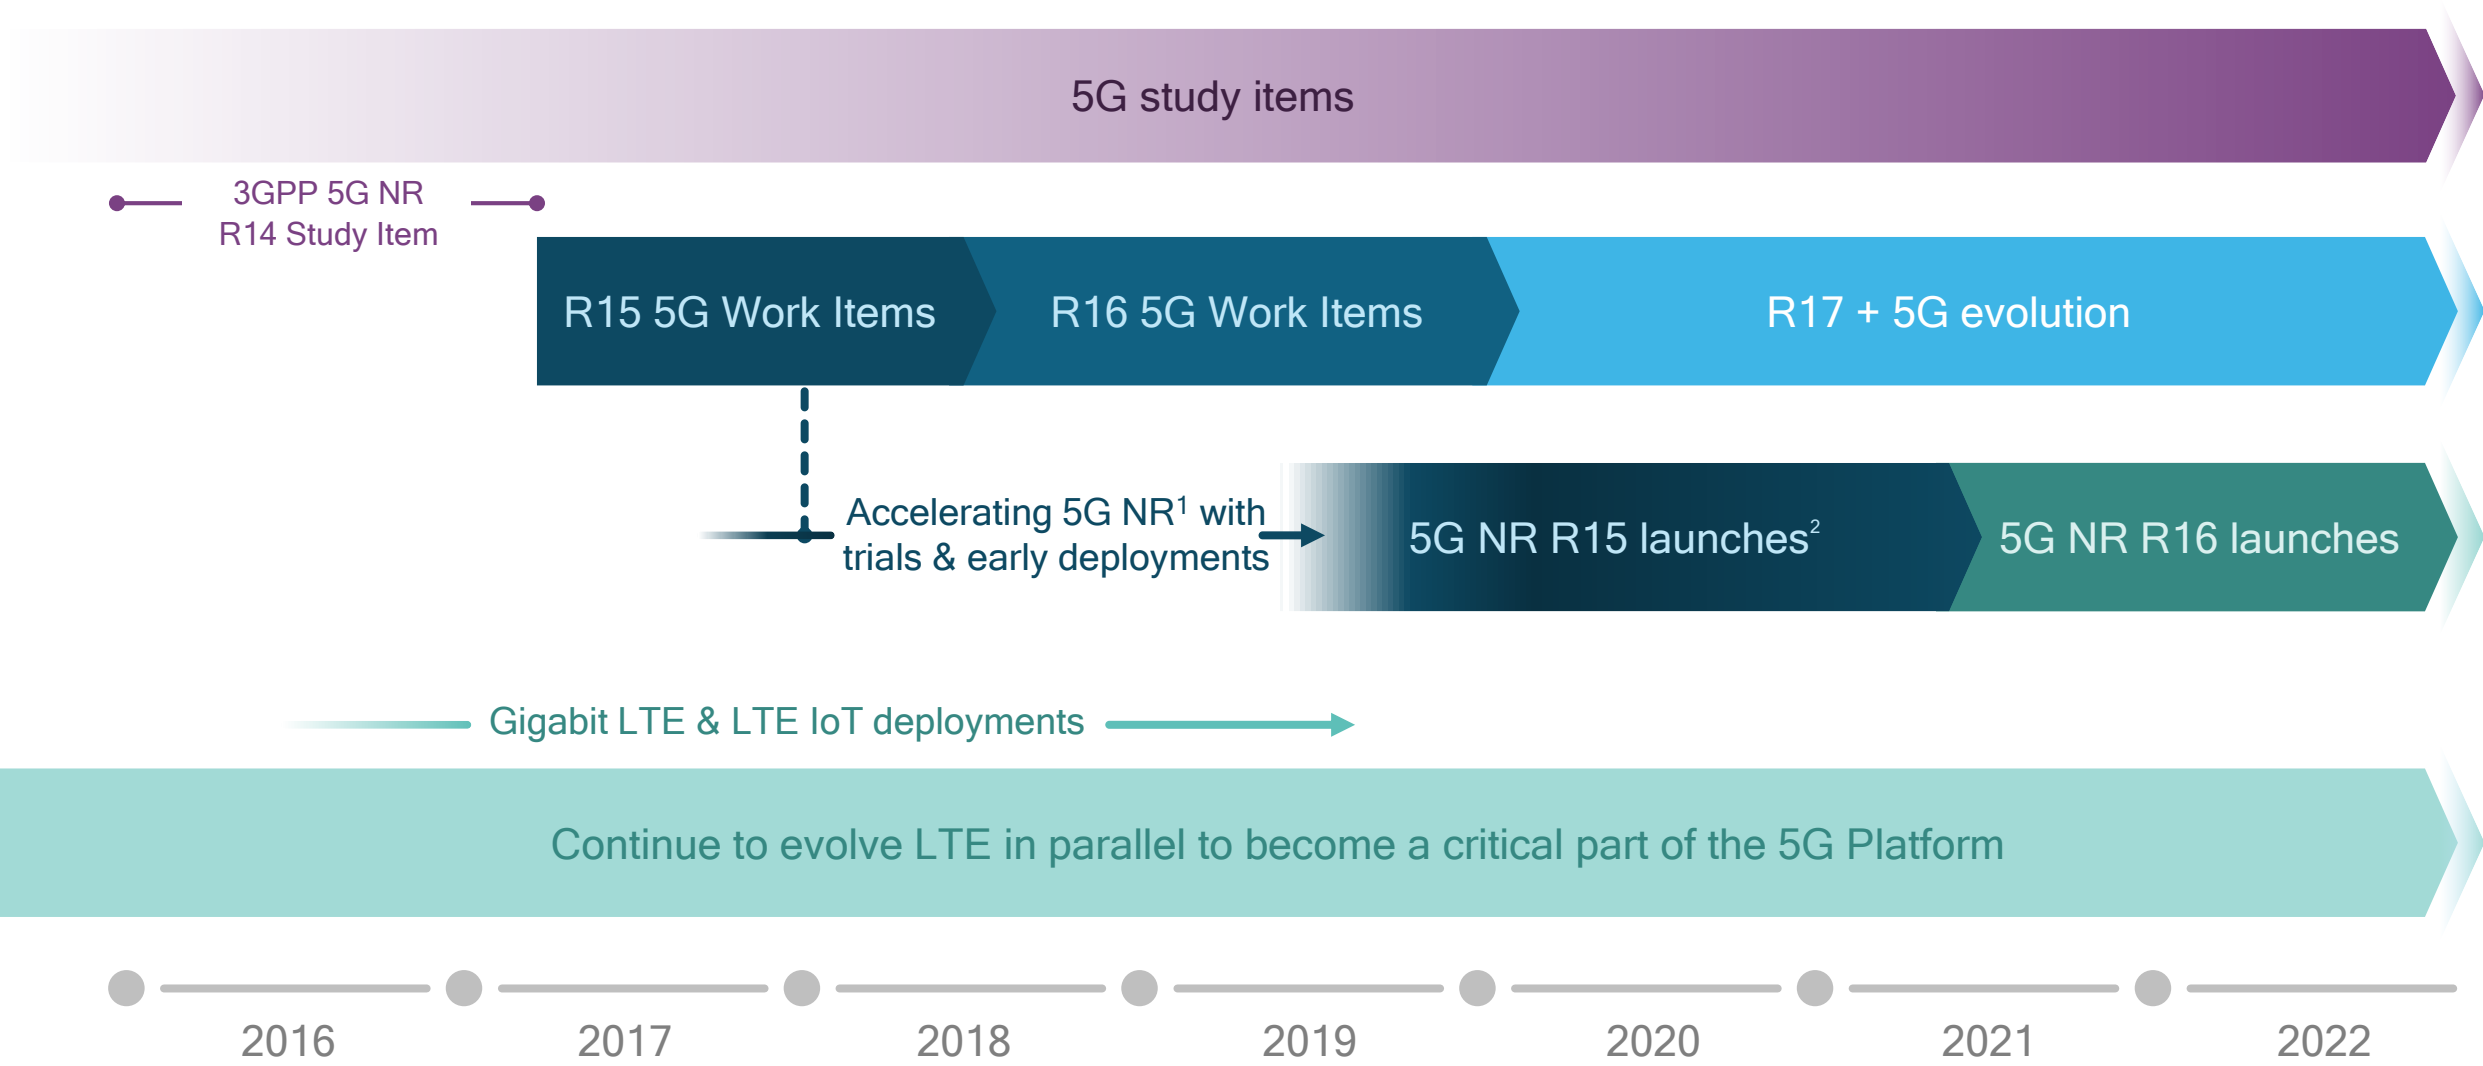 5G study items
3GPP 5G NR
R14 Study Item
R15 5G Work Items
R16 5G Work Items
R17 + 5G evolution
Accelerating 5G NR¹ with
trials & early deployments
5G NR R15 launches²
5G NR R16 launches
Gigabit LTE & LTE IoT deployments
Continue to evolve LTE in parallel to become a critical part of the 5G Platform
2016
2017
2018
2019
2020
2021
2022